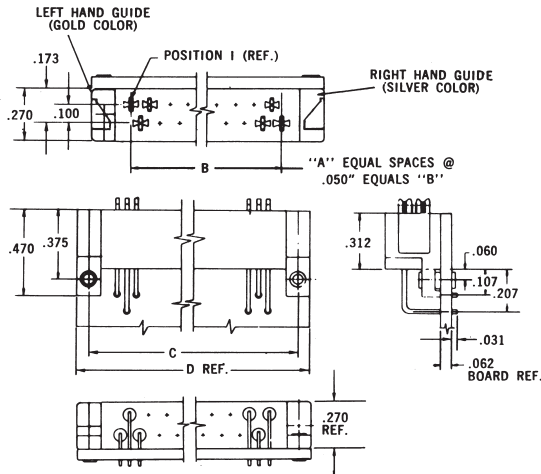 LEFT HAND GUIDE
(GOLD COLOR)
POSITION I (REF.)
.173
RIGHT HAND GUIDE
(SILVER COLOR)
.270
.100
B
"A" EQUAL SPACES @
.050" EQUALS "B"
.470
.375
.312
.060
.107
.207
.031
C
.062
BOARD REF.
D REF.
.270
REF.